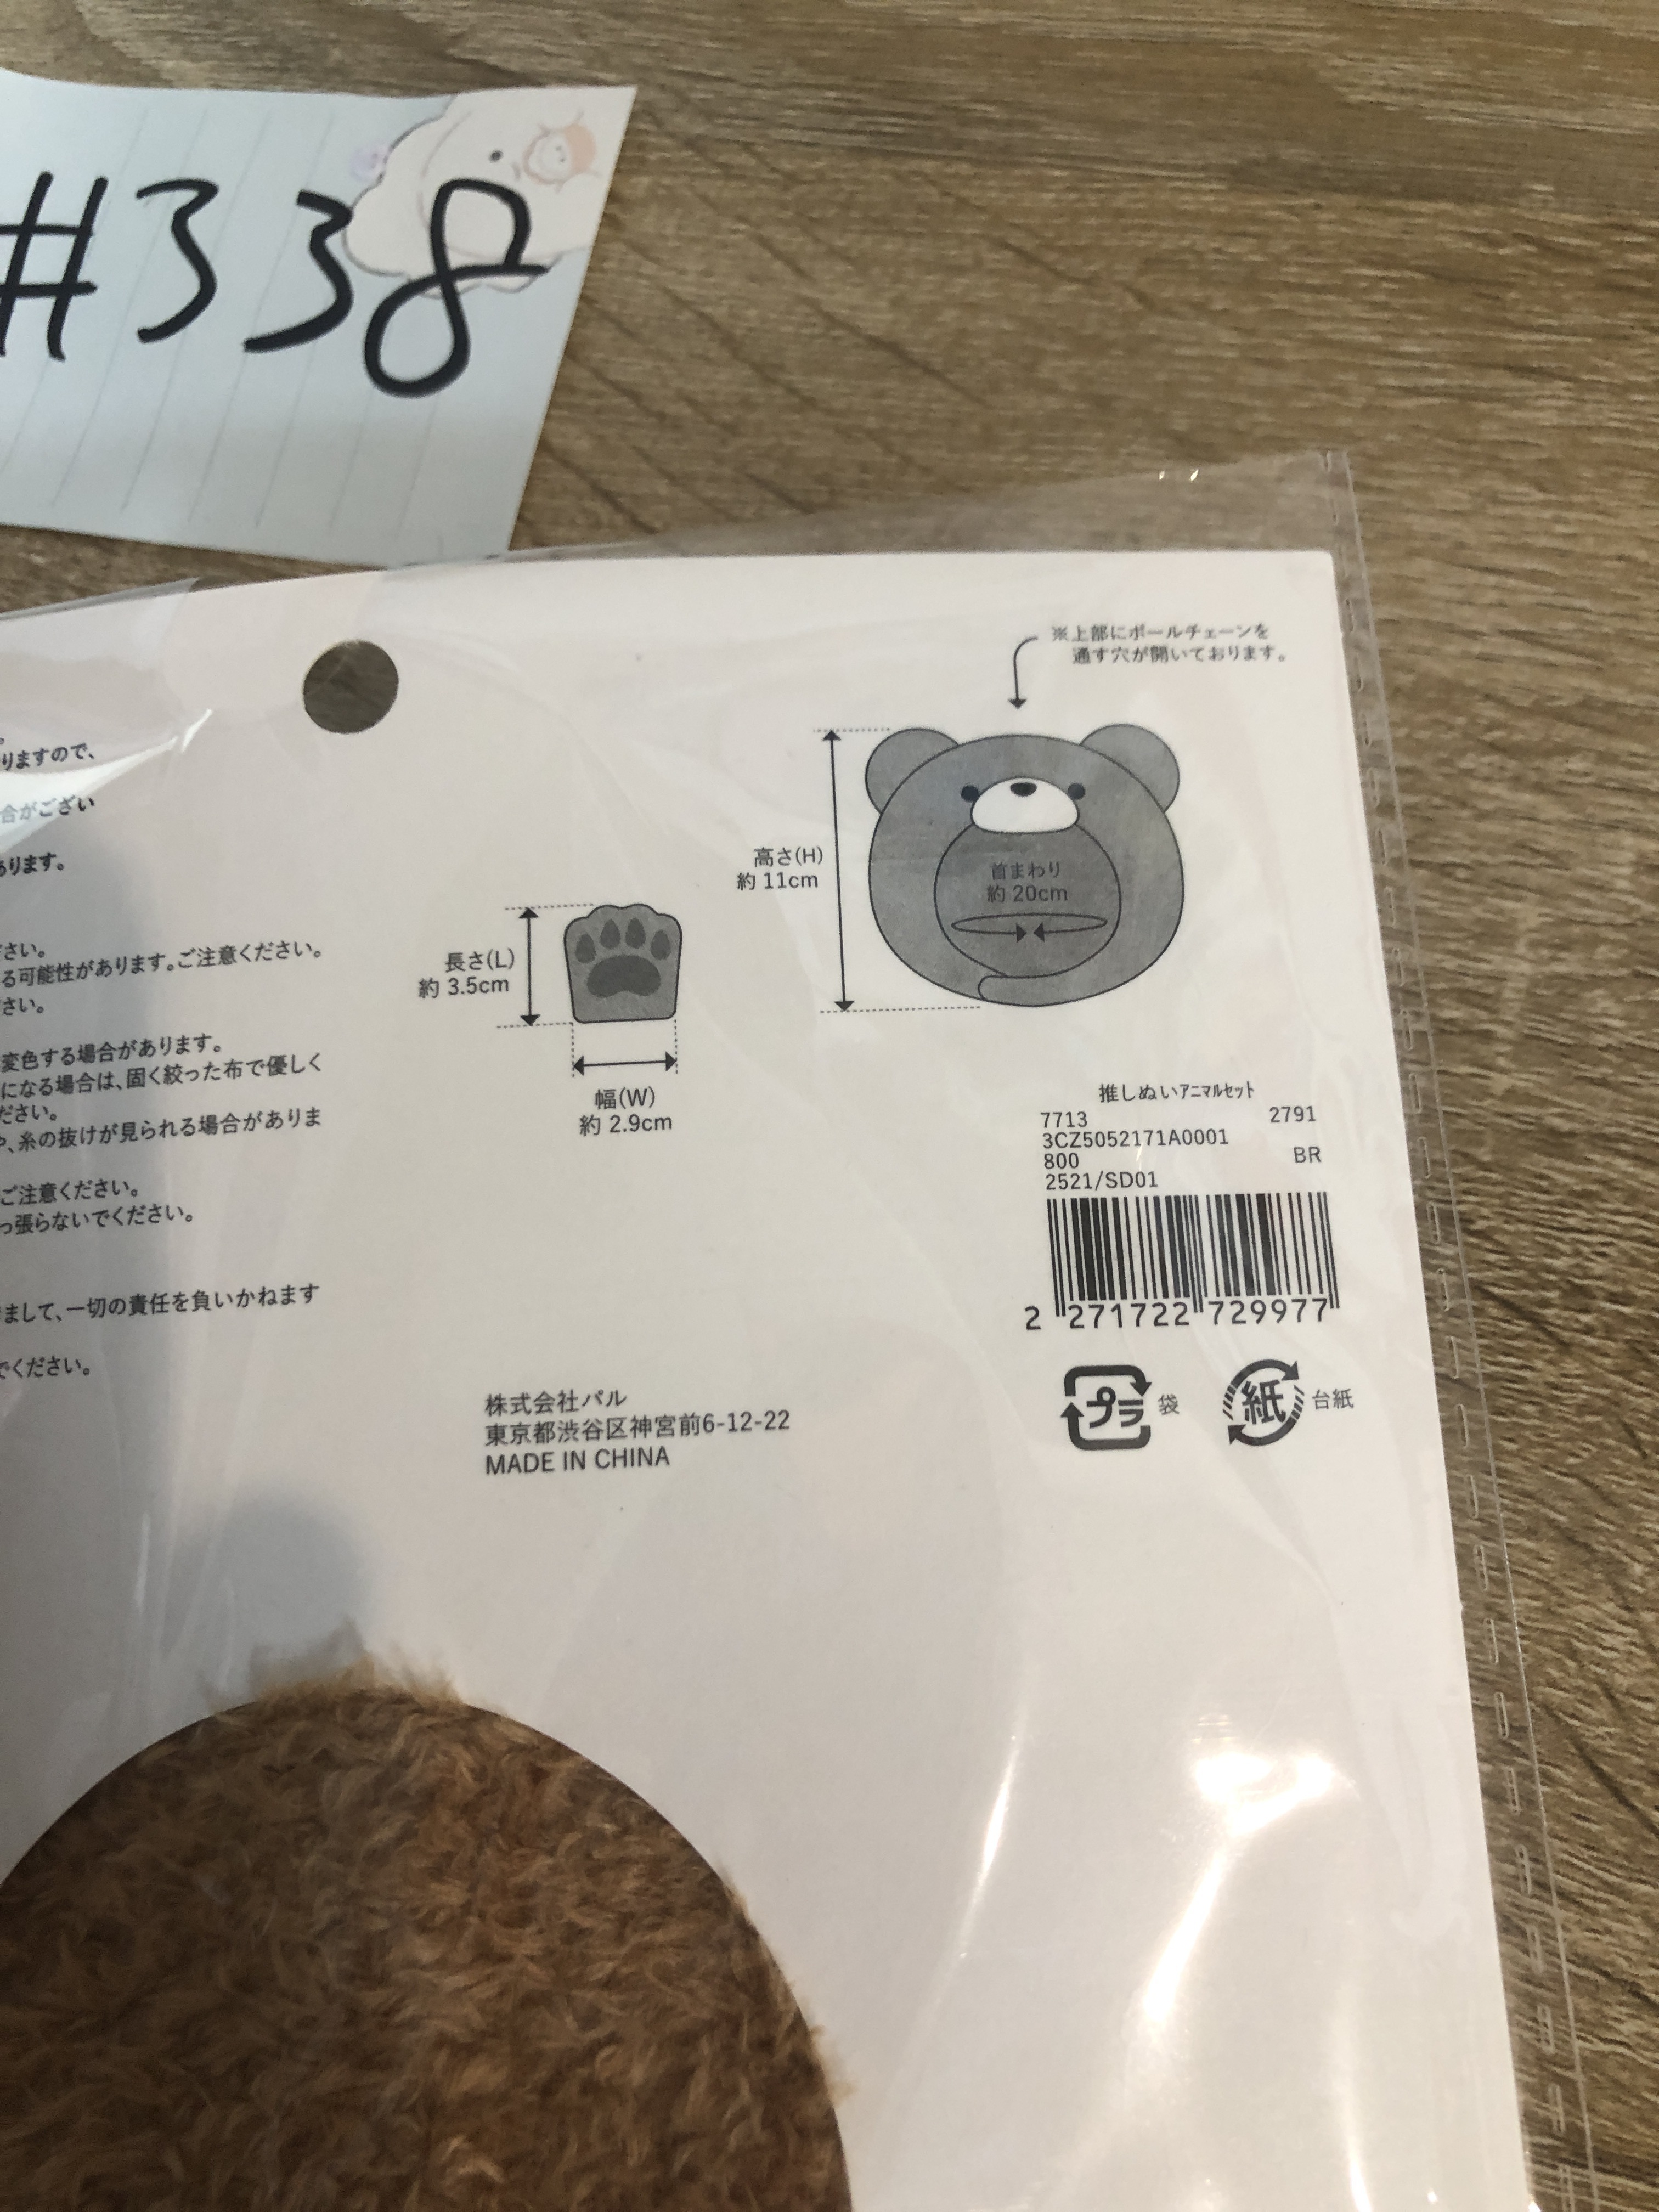 #338
※上部にボールチェーンを
通す穴が開いております。
りますので、
合がござい
あります。
高さ(H)
約 11cm
首まわり
約 20cm
長さ(L)
約 3.5cm
幅(W)
約 2.9cm
ださい。
る可能性があります。ご注意ください。
さい。
変色する場合があります。
になる場合は、固く絞った布で優しく
ださい。
や、糸の抜けが見られる場合がありま
ご注意ください。
っ張らないでください。
まして、一切の責任を負いかねます
でください。
推しぬいアニマルセット
7713 2791
3CZ5052171A0001
800 BR
2521/SD01
2 271722 729977
プラ 袋 紙 台紙
株式会社パル
東京都渋谷区神宮前6-12-22
MADE IN CHINA